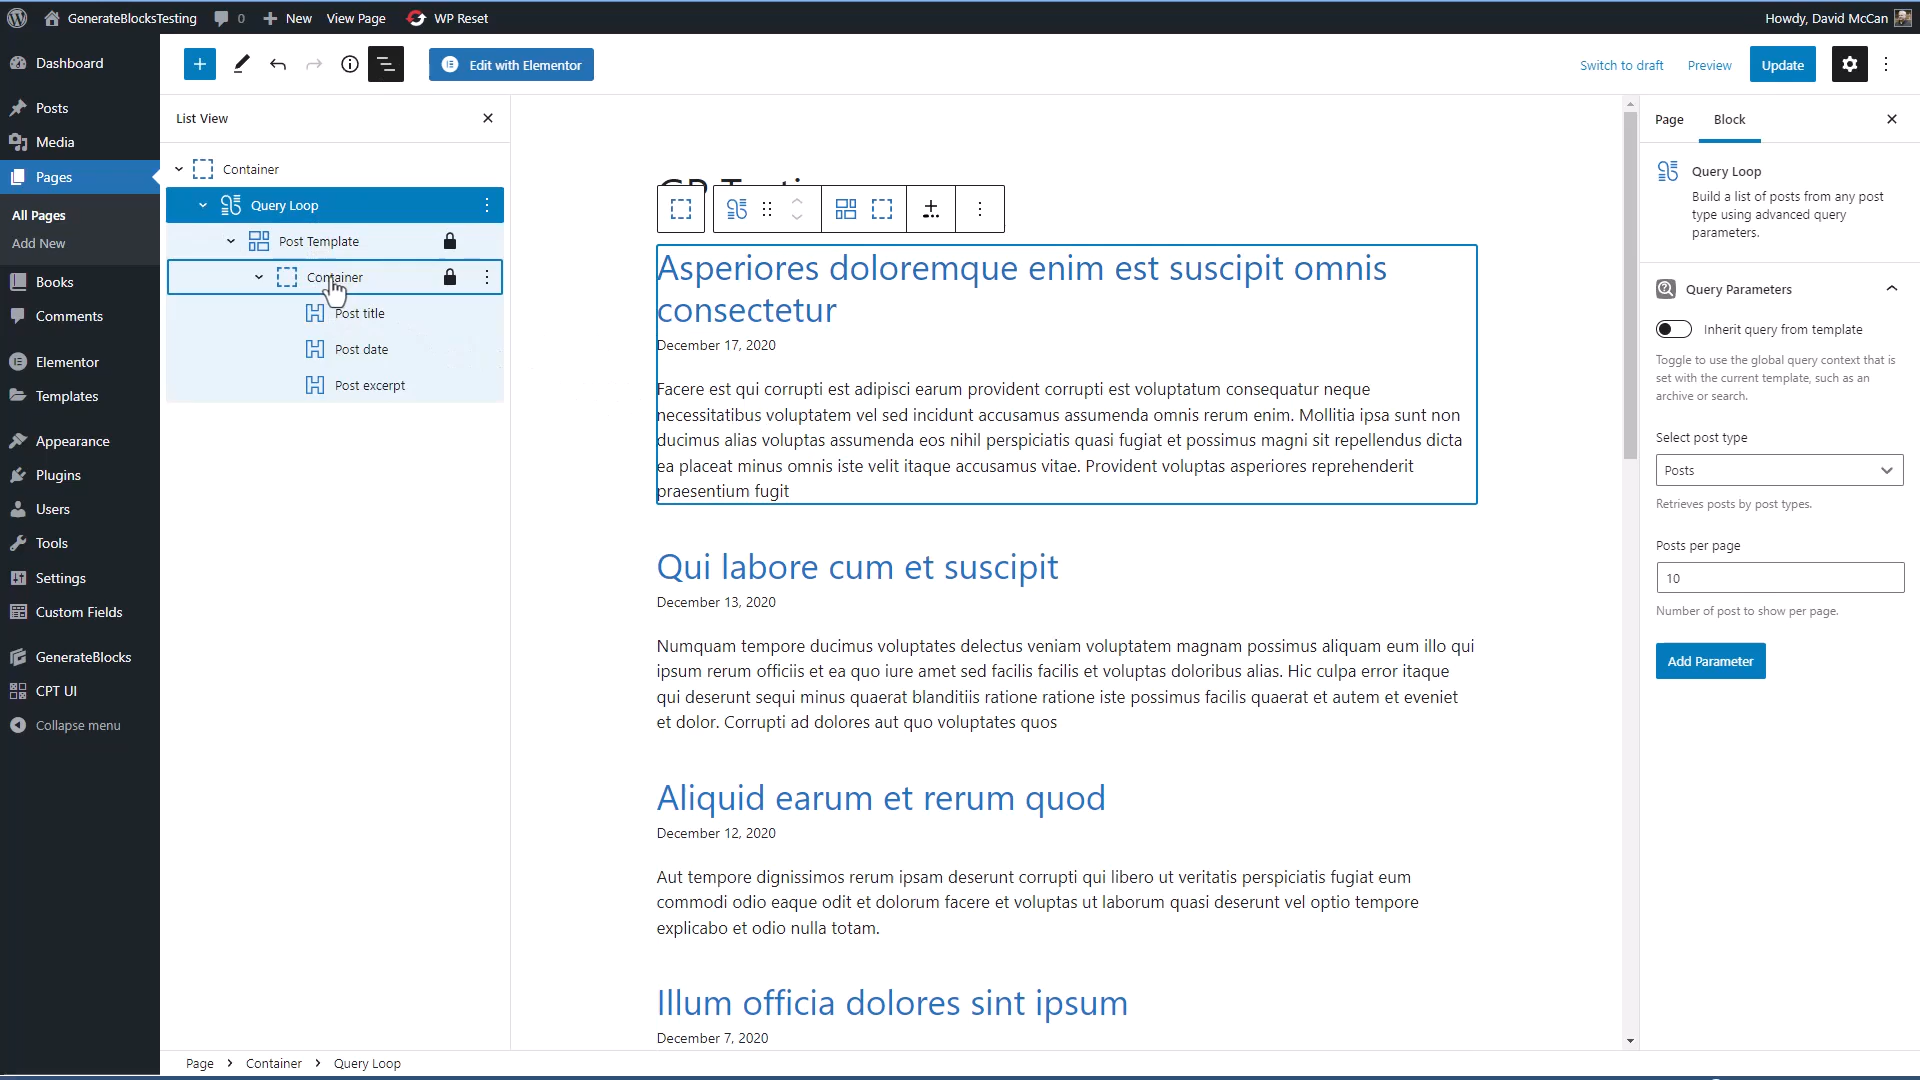 GenerateBlocksTesting
0
New
View Page
WP Reset
Howdy, David McCan
Dashboard
Posts
Media
Pages
All Pages
Add New
Books
Comments
Elementor
Templates
Appearance
Plugins
Users
Tools
Settings
Custom Fields
GenerateBlocks
CPT UI
Collapse menu
Edit with Elementor
Switch to draft
Preview
Update
List View
Container
Query Loop
Post Template
Container
Post title
Post date
Post excerpt
Asperiores doloremque enim est suscipit omnis
consectetur
December 17, 2020
Facere est qui corrupti est adipisci earum provident corrupti est voluptatum consequatur neque
necessitatibus voluptatem vel sed incidunt accusamus assumenda omnis rerum enim. Mollitia ipsa sunt non
ducimus alias voluptas assumenda eos nihil perspiciatis quasi fugiat et possimus magni sit repellendus dicta
ea placeat minus omnis iste velit itaque accusamus vitae. Provident voluptas asperiores reprehenderit
praesentium fugit
Qui labore cum et suscipit
December 13, 2020
Numquam tempore ducimus voluptates delectus veniam voluptatem magnam possimus aliquam eum illo qui
ipsum rerum officiis et ea quo iure amet sed facilis facilis et voluptas doloribus alias. Hic culpa error itaque
qui deserunt sequi minus quaerat blanditiis ratione ratione iste possimus facilis quaerat et autem et eveniet
et dolor. Corrupti ad dolores aut quo voluptates quos
Aliquid earum et rerum quod
December 12, 2020
Aut tempore dignissimos rerum ipsam deserunt corrupti qui libero ut veritatis perspiciatis fugiat eum
commodi odio eaque odit et dolorum facere et voluptas ut laborum quasi deserunt vel optio tempore
explicabo et odio nulla totam.
Illum officia dolores sint ipsum
December 7, 2020
Page
Block
Query Loop
Build a list of posts from any post
type using advanced query
parameters.
Query Parameters
Inherit query from template
Toggle to use the global query context that is
set with the current template, such as an
archive or search.
Select post type
Posts
Retrieves posts by post types.
Posts per page
10
Number of post to show per page.
Add Parameter
Page > Container > Query Loop